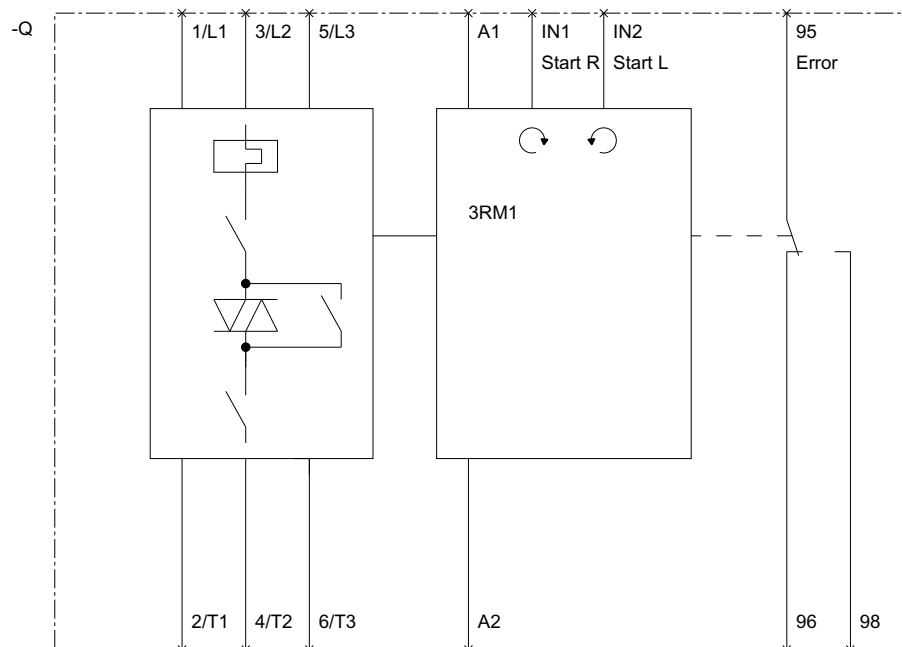 -Q
1/L1 3/L2 5/L3 A1 IN1 IN2 95
Start R Start L Error
3RM1
2/T1 4/T2 6/T3 A2 96 98